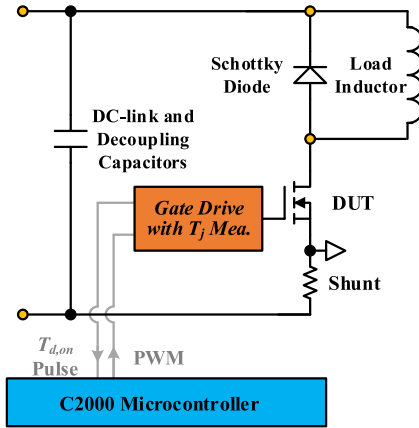 Schottky
Diode
Load
Inductor
DC-link and
Decoupling
Capacitors
Gate Drive
with Tj Mea.
DUT
Shunt
Td,on
Pulse
PWM
C2000 Microcontroller